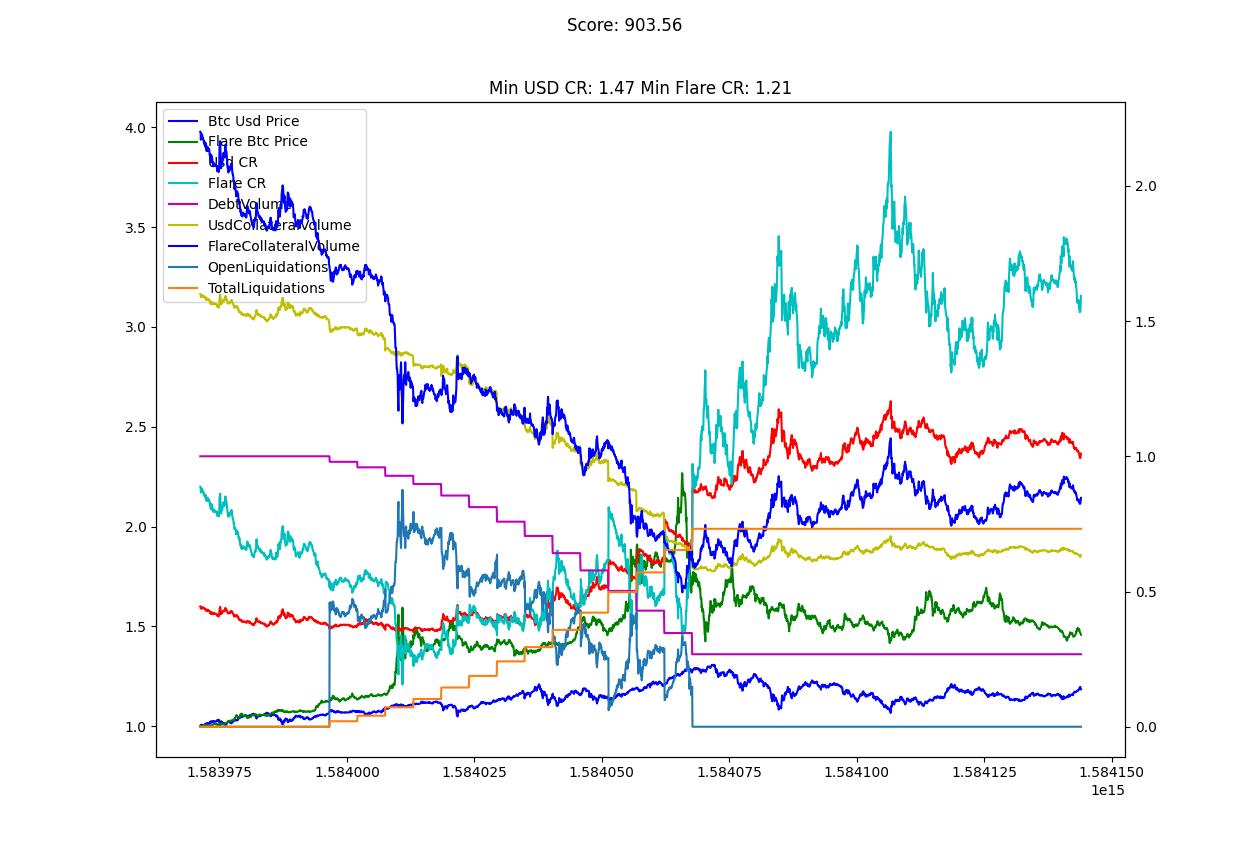 Score: 903.56
Min USD CR: 1.47 Min Flare CR: 1.21
Btc Usd Price
Flare Btc Price
Usd CR
Flare CR
DebtVolume
UsdCollateralVolume
FlareCollateralVolume
OpenLiquidations
TotalLiquidations
4.0
3.5
3.0
2.5
2.0
1.5
1.0
2.0
1.5
1.0
0.5
0.0
1.583975
1.584000
1.584025
1.584050
1.584075
1.584100
1.584125
1.584150
1e15